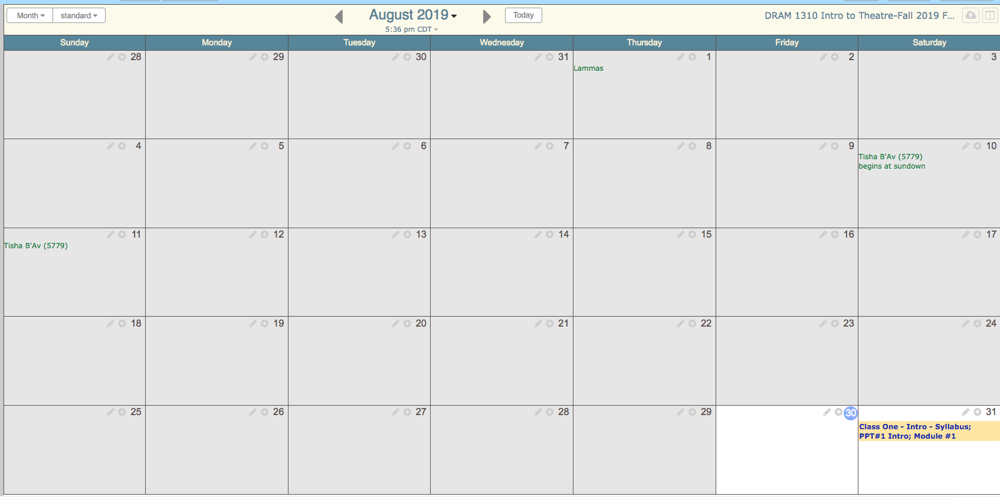 Month standard August 2019 Today DRAM 1310 Intro to Theatre-Fall 2019 F...
5:36 pm CDT
Sunday Monday Tuesday Wednesday Thursday Friday Saturday
28 29 30 31 1 2 3
Lammas
4 5 6 7 8 9 10
Tisha B'Av (5779)
begins at sundown
11 12 13 14 15 16 17
Tisha B'Av (5779)
18 19 20 21 22 23 24
25 26 27 28 29 30 31
Class One - Intro - Syllabus;
PPT#1 Intro; Module #1